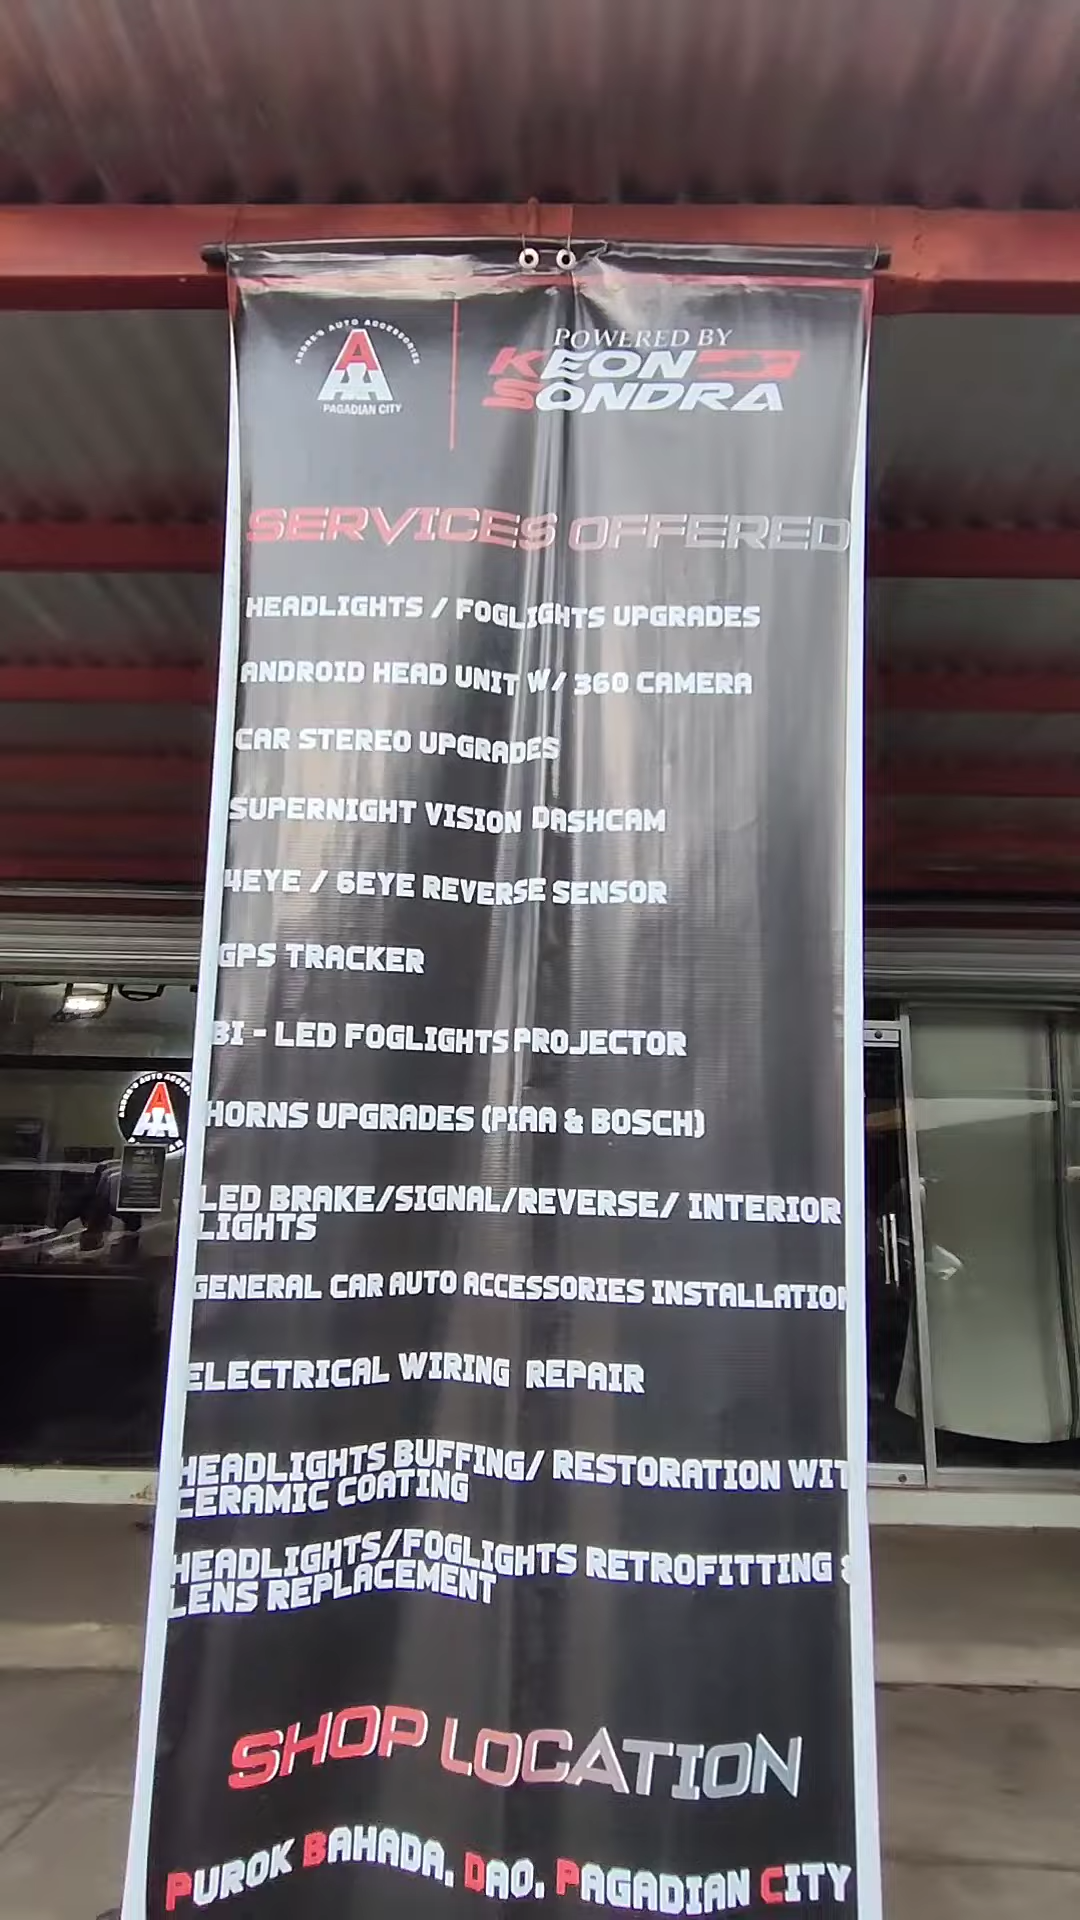 ANDRE'S AUTO ACCESSORIES
PAGADIAN CITY
POWERED BY
KEON
SONDRA
SERVICES OFFERED
HEADLIGHTS / FOGLIGHTS UPGRADES
ANDROID HEAD UNIT W/ 360 CAMERA
CAR STEREO UPGRADES
SUPERNIGHT VISION DASHCAM
4EYE / 6EYE REVERSE SENSOR
GPS TRACKER
BI - LED FOGLIGHTS PROJECTOR
HORNS UPGRADES (PIAA & BOSCH)
LED BRAKE/SIGNAL/REVERSE/ INTERIOR
LIGHTS
GENERAL CAR AUTO ACCESSORIES INSTALLATION
ELECTRICAL WIRING REPAIR
HEADLIGHTS BUFFING/ RESTORATION WIT
CERAMIC COATING
HEADLIGHTS/FOGLIGHTS RETROFITTING &
LENS REPLACEMENT
SHOP LOCATION
PUROK BAHADA, DAO, PAGADIAN CITY